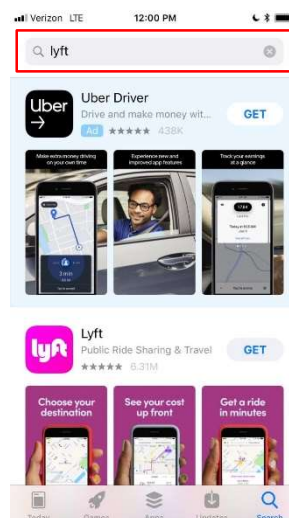 Verizon LTE 12:00 PM
lyft
Uber
Uber Driver
Drive and make money wit...
Ad ★★★★★ 438K
GET
Make extra money driving
on your own time
Experience new and
improved app features
Track your earnings
at a glance
lyft
Lyft
Public Ride Sharing & Travel
★★★★★ 6.31M
GET
Choose your
destination
See your cost
up front
Get a ride
in minutes
Today Games Apps Updates Search